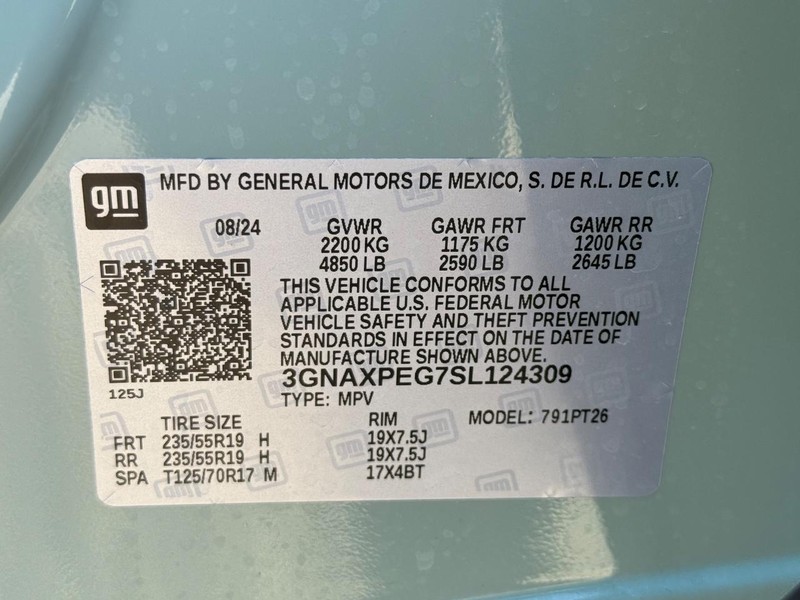 gm MFD BY GENERAL MOTORS DE MEXICO, S. DE R.L. DE C.V.
08/24 GVWR GAWR FRT GAWR RR
2200 KG 1175 KG 1200 KG
4850 LB 2590 LB 2645 LB
THIS VEHICLE CONFORMS TO ALL
APPLICABLE U.S. FEDERAL MOTOR
VEHICLE SAFETY AND THEFT PREVENTION
STANDARDS IN EFFECT ON THE DATE OF
MANUFACTURE SHOWN ABOVE.
3GNAXPEG7SL124309
125J
TYPE: MPV
TIRE SIZE RIM MODEL: 791PT26
FRT 235/55R19 H 19X7.5J
RR 235/55R19 H 19X7.5J
SPA T125/70R17 M 17X4BT